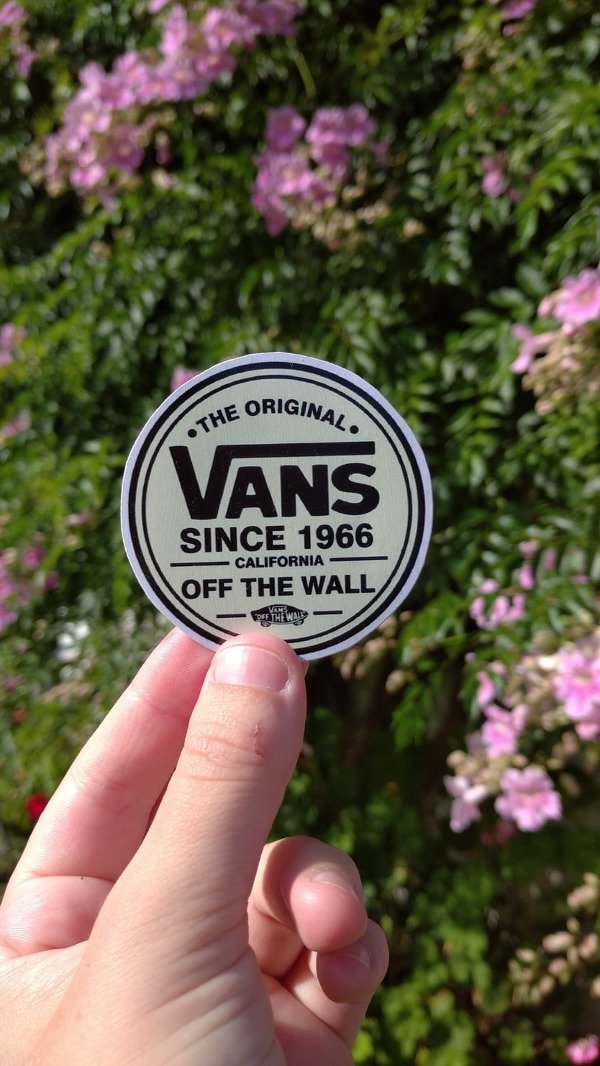 • THE ORIGINAL •
VANS
SINCE 1966
CALIFORNIA
OFF THE WALL
VANS
"OFF THE WALL"